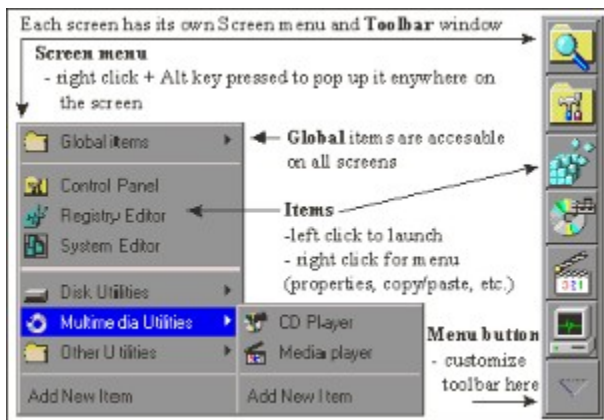 Each screen has its own Screen menu and Toolbar window
Screen menu
- right click + Alt key pressed to pop up it enywhere on
the screen
Global items
Global items are accesable
on all screens
Control Panel
Registry Editor
System Editor
Items
-left click to launch
- right click for menu
(properties, copy/paste, etc.)
Disk Utilities
Multimedia Utilities
Other Utilities
Add New Item
CD Player
Media player
Add New Item
Menu button
- customize
toolbar here
321